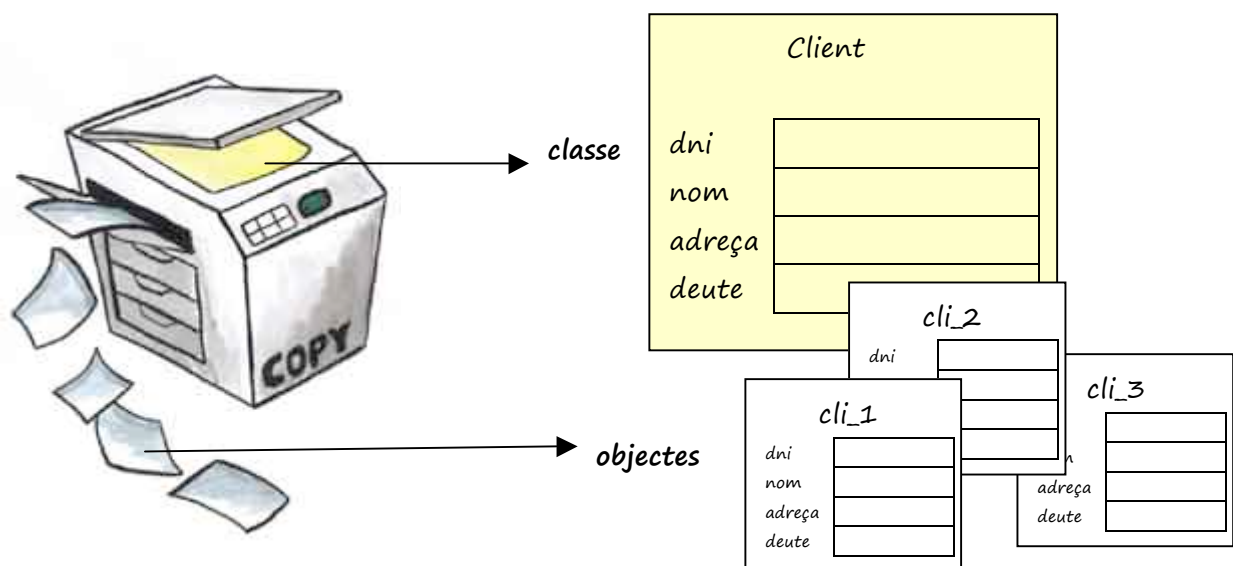 Client
classe
dni
nom
adreça
deute
COPY
cli_2
dni
cli_1
dni
nom
adreça
deute
cli_3
adreça
deute
objectes